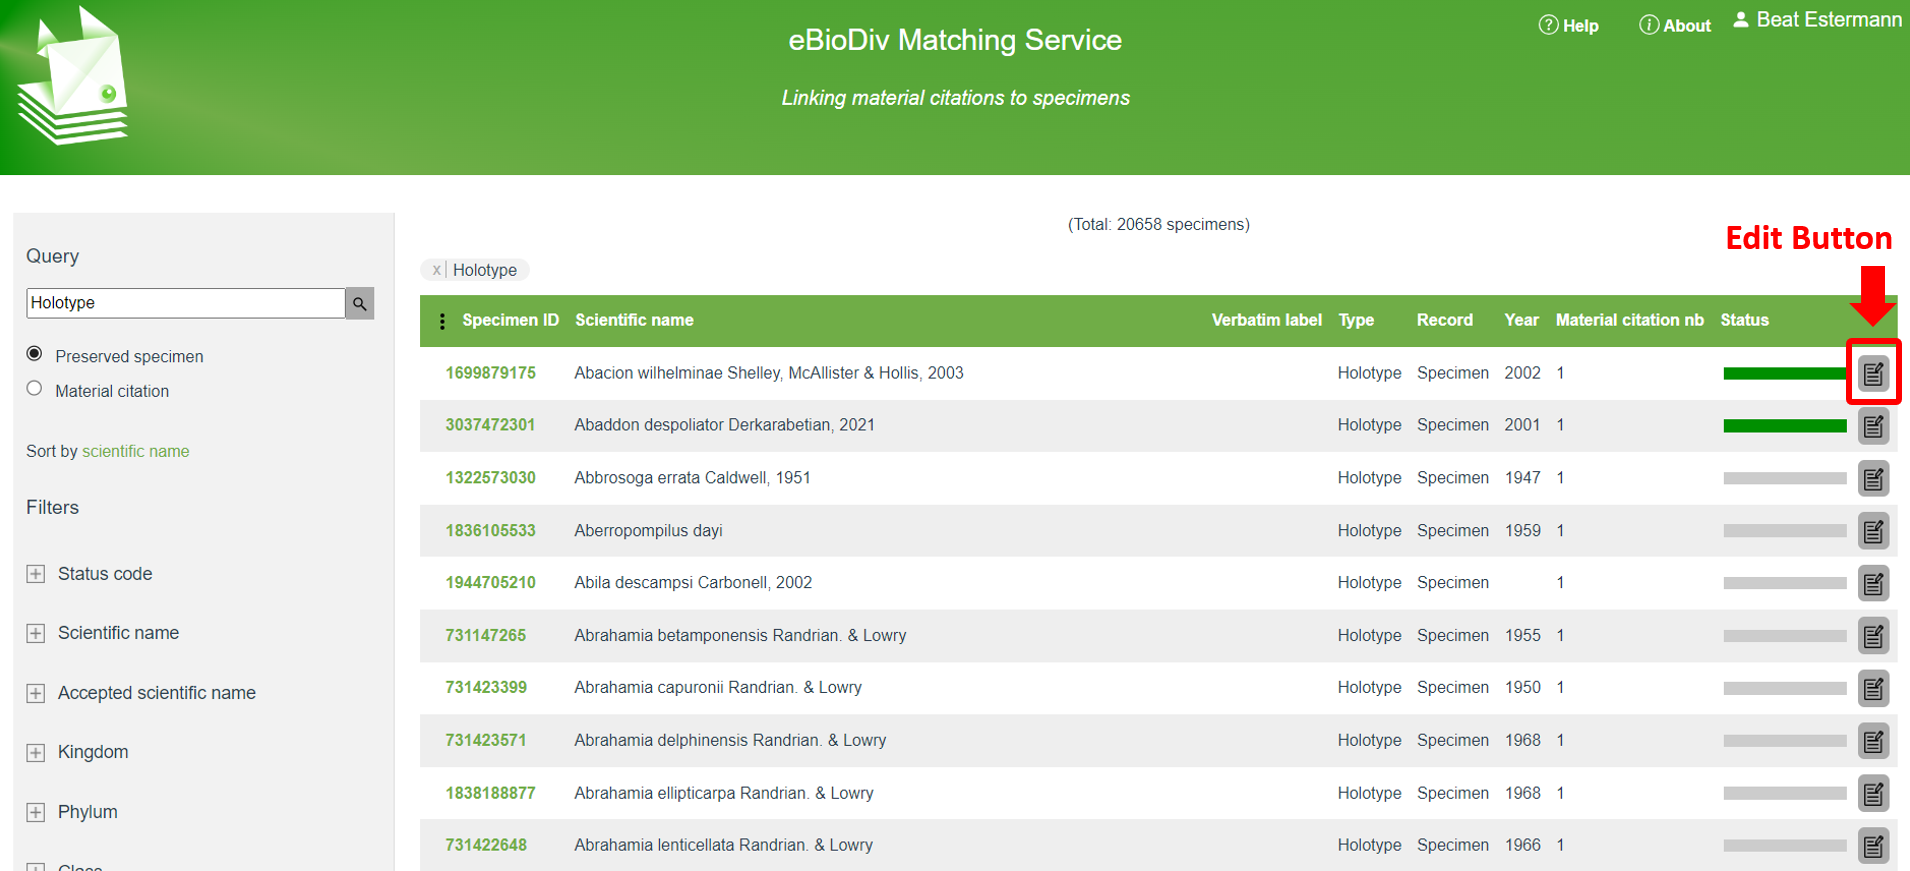 eBioDiv Matching Service
Linking material citations to specimens
Help
About
Beat Estermann
Query
Holotype
Preserved specimen
Material citation
Sort by scientific name
Filters
Status code
Scientific name
Accepted scientific name
Kingdom
Phylum
Class
(Total: 20658 specimens)
Edit Button
x Holotype
Specimen ID Scientific name Verbatim label Type Record Year Material citation nb Status
1699879175 Abacion wilhelminae Shelley, McAllister & Hollis, 2003 Holotype Specimen 2002 1
3037472301 Abaddon despoliator Derkarabetian, 2021 Holotype Specimen 2001 1
1322573030 Abbrosoga errata Caldwell, 1951 Holotype Specimen 1947 1
1836105533 Aberropompilus dayi Holotype Specimen 1959 1
1944705210 Abila descampsi Carbonell, 2002 Holotype Specimen 1
731147265 Abrahamia betamponensis Randrian. & Lowry Holotype Specimen 1955 1
731423399 Abrahamia capuronii Randrian. & Lowry Holotype Specimen 1950 1
731423571 Abrahamia delphinensis Randrian. & Lowry Holotype Specimen 1968 1
1838188877 Abrahamia ellipticarpa Randrian. & Lowry Holotype Specimen 1968 1
731422648 Abrahamia lenticellata Randrian. & Lowry Holotype Specimen 1966 1